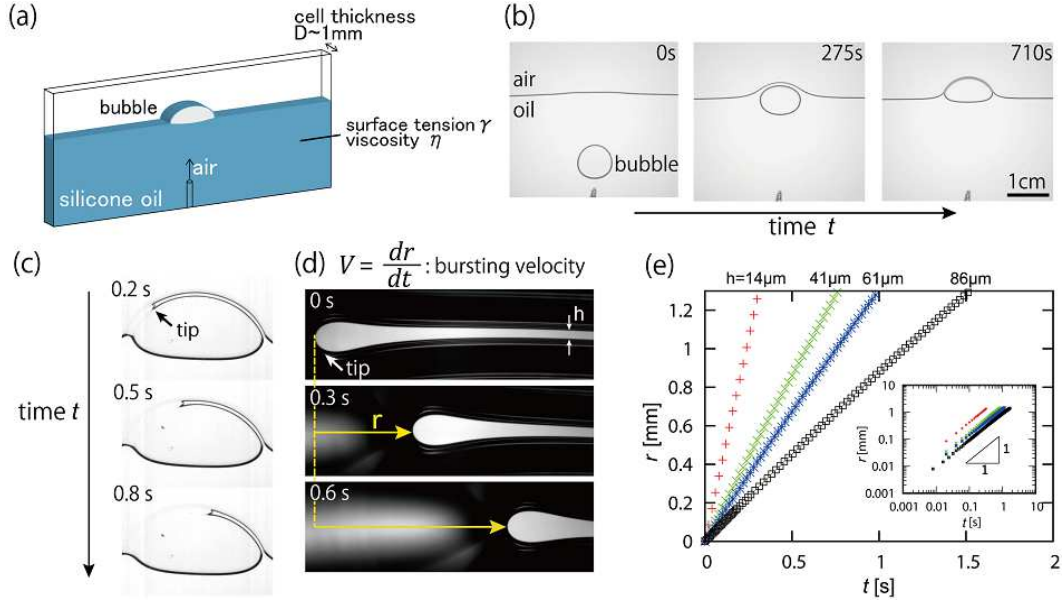 (a)
cell thickness
D~1mm
bubble
surface tension γ
viscosity η
air
silicone oil
(b)
0s
275s
710s
air
oil
bubble
1cm
time t
(c)
0.2 s
tip
time t
0.5 s
0.8 s
(d) V = dr/dt : bursting velocity
0 s
h
tip
0.3 s
r
0.6 s
(e)
h=14μm 41μm 61μm 86μm
r [mm]
1.2
1
0.8
0.6
0.4
0.2
0
0 0.5 1 1.5 2
t [s]
r [mm]
10
1
0.1
0.01
0.001
0.001 0.01 0.1 1 10
t [s]
1
1